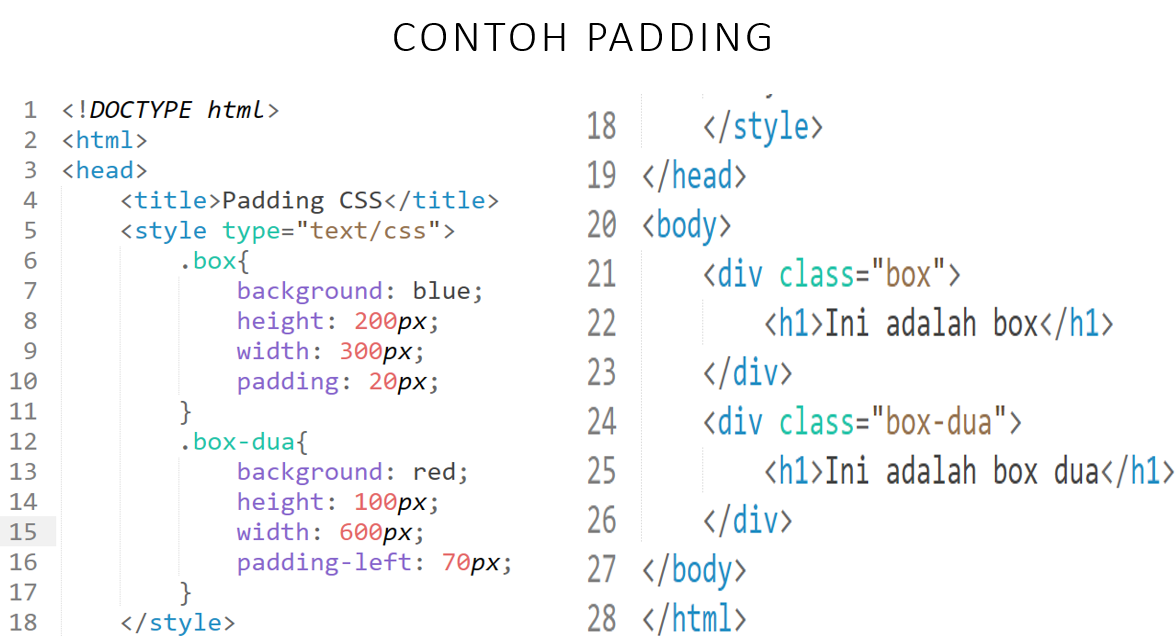 CONTOH PADDING
1 <!DOCTYPE html>
2 <html>
3 <head>
4     <title>Padding CSS</title>
5     <style type="text/css">
6         .box{
7             background: blue;
8             height: 200px;
9             width: 300px;
10             padding: 20px;
11         }
12         .box-dua{
13             background: red;
14             height: 100px;
15             width: 600px;
16             padding-left: 70px;
17         }
18     </style>
18     </style>
19 </head>
20 <body>
21     <div class="box">
22         <h1>Ini adalah box</h1>
23     </div>
24     <div class="box-dua">
25         <h1>Ini adalah box dua</h1>
26     </div>
27 </body>
28 </html>